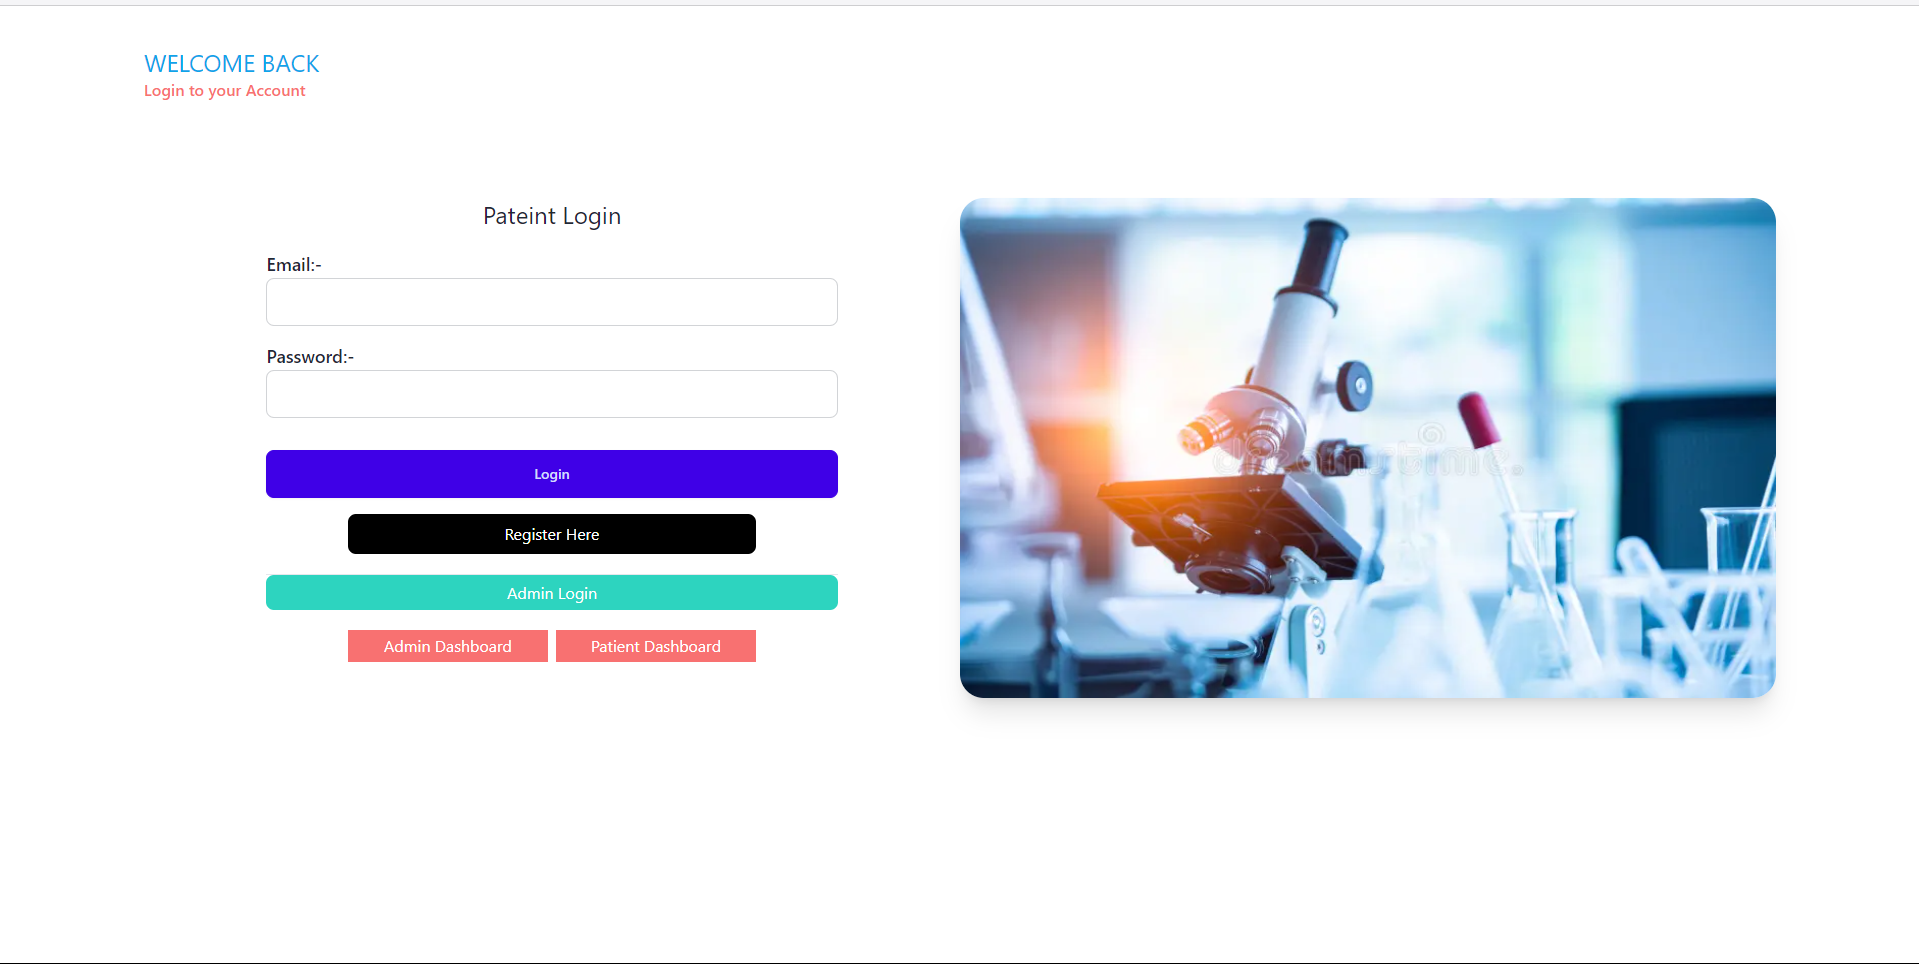 WELCOME BACK
Login to your Account
Pateint Login
Email:-
Password:-
Login
Register Here
Admin Login
Admin Dashboard
Patient Dashboard
dreamstime.